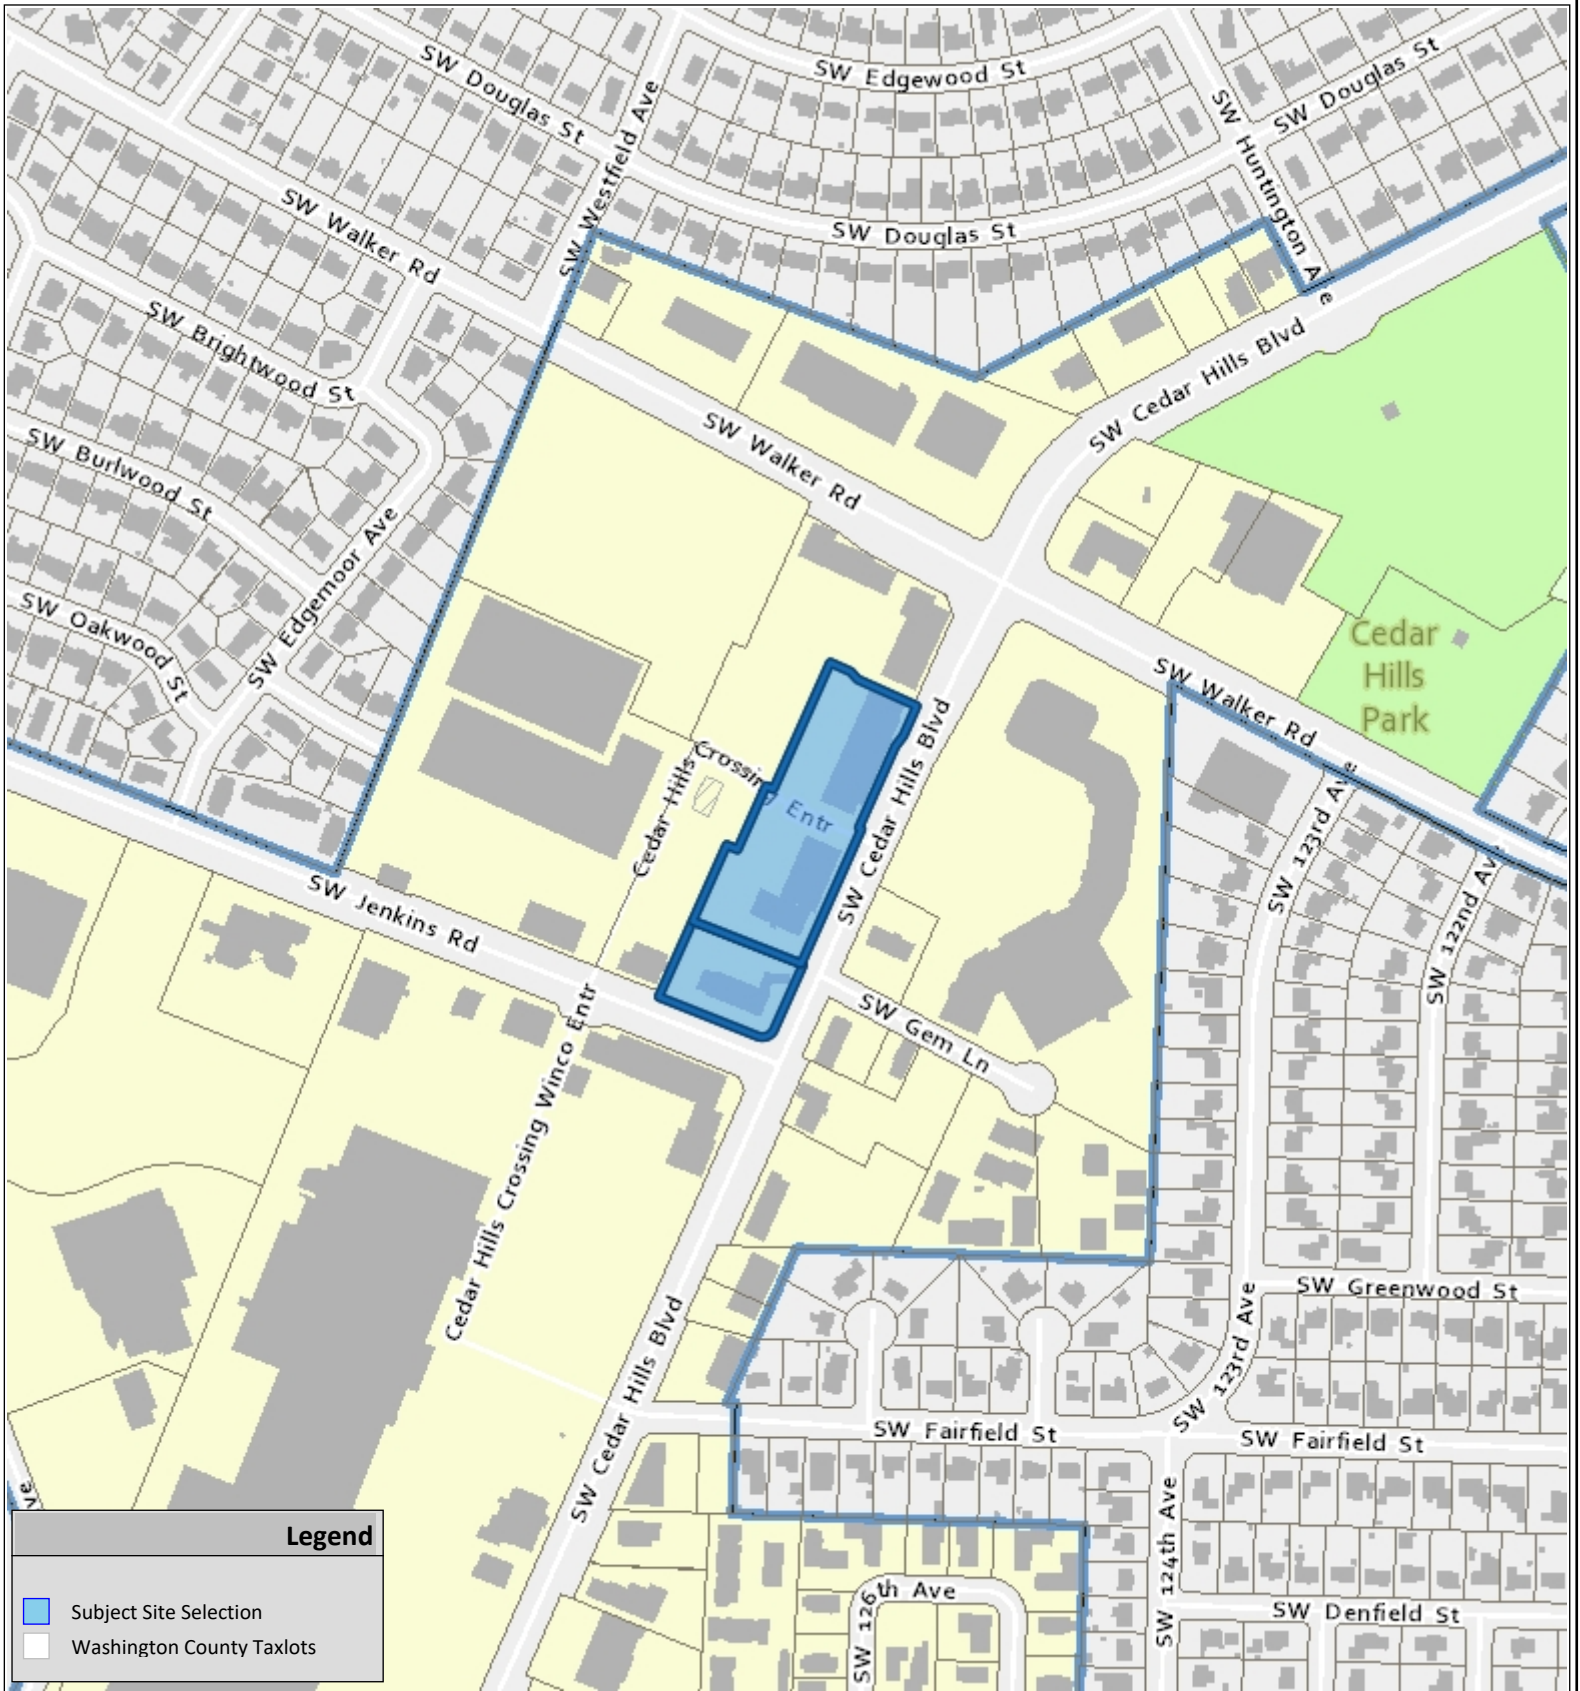 SW Edgewood St
SW Douglas St
SW Douglas St
SW Westfield Ave
SW Huntington Ave
SW Walker Rd
SW Douglas St
SW Brightwood St
SW Cedar Hills Blvd
SW Burlwood St
SW Walker Rd
SW Edgemoor Ave
SW Oakwood St
Cedar
Hills
Park
SW Walker Rd
Cedar Hills Crossing Entr
SW Cedar Hills Blvd
SW 123rd Ave
SW 122nd Ave
SW Jenkins Rd
SW Gem Ln
Cedar Hills Crossing Winco Entr
SW Greenwood St
SW 123rd Ave
SW Cedar Hills Blvd
SW Fairfield St
SW Fairfield St
SW 124th Ave
SW 126th Ave
SW Denfield St
ve
Legend
Subject Site Selection
Washington County Taxlots